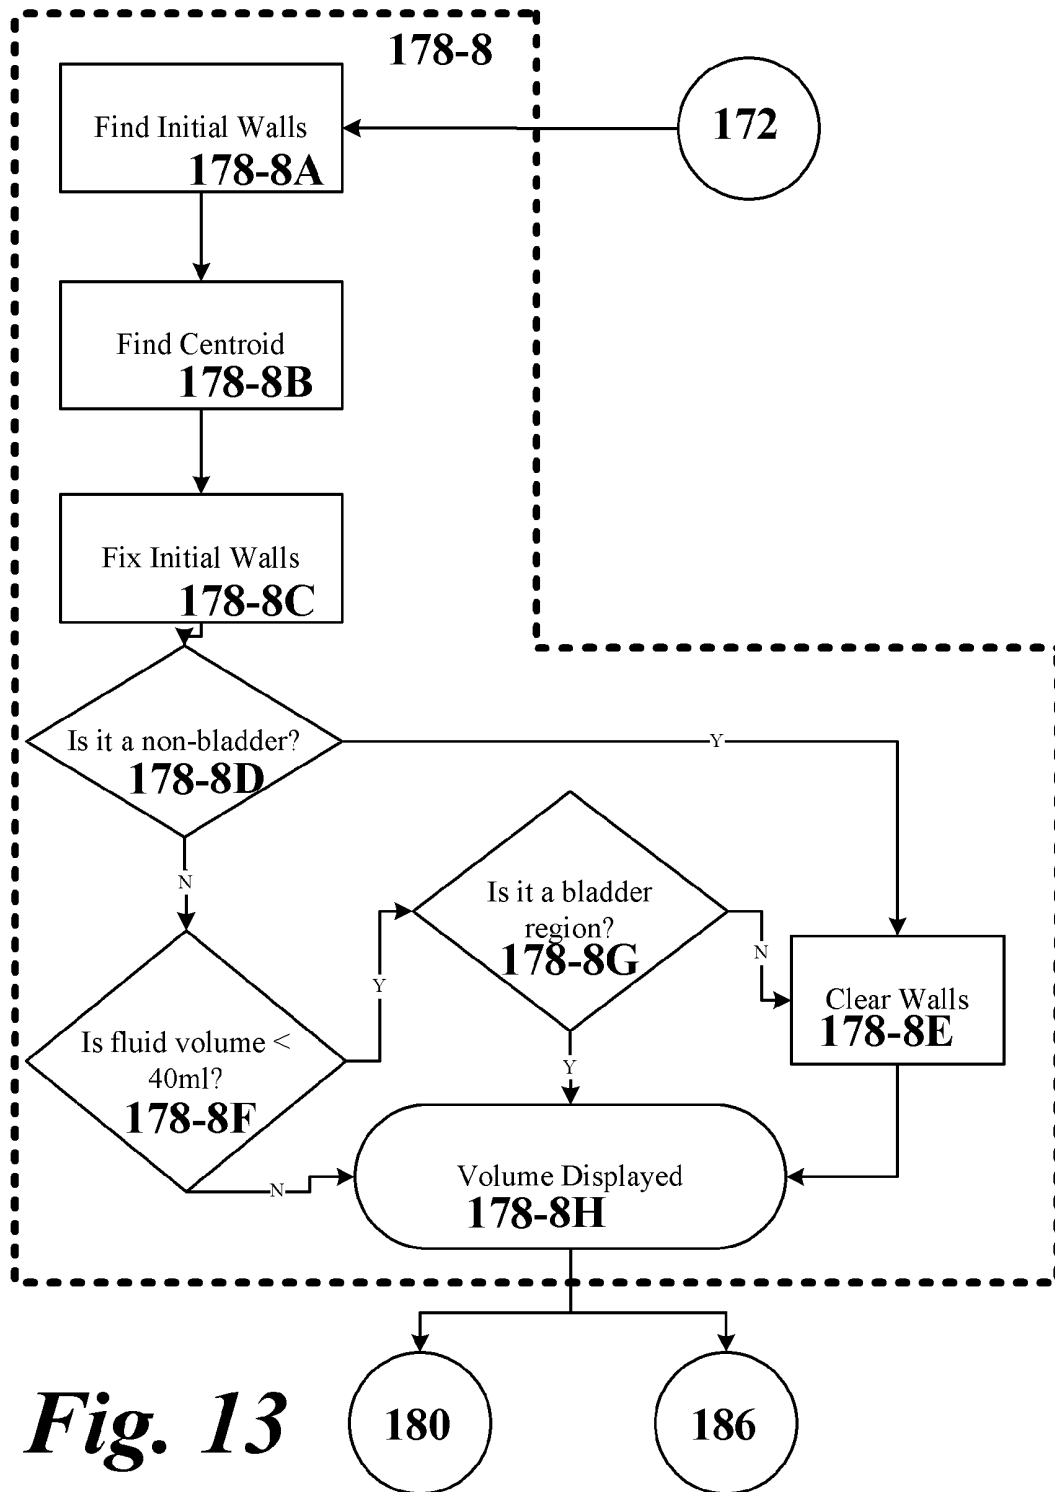 178-8
172
Find Initial Walls
178-8A
Find Centroid
178-8B
Fix Initial Walls
178-8C
Is it a non-bladder?
178-8D
Y
N
Is it a bladder
region?
178-8G
N
Y
Clear Walls
178-8E
Is fluid volume <
40ml?
178-8F
Y
N
Volume Displayed
178-8H
180
186
Fig. 13